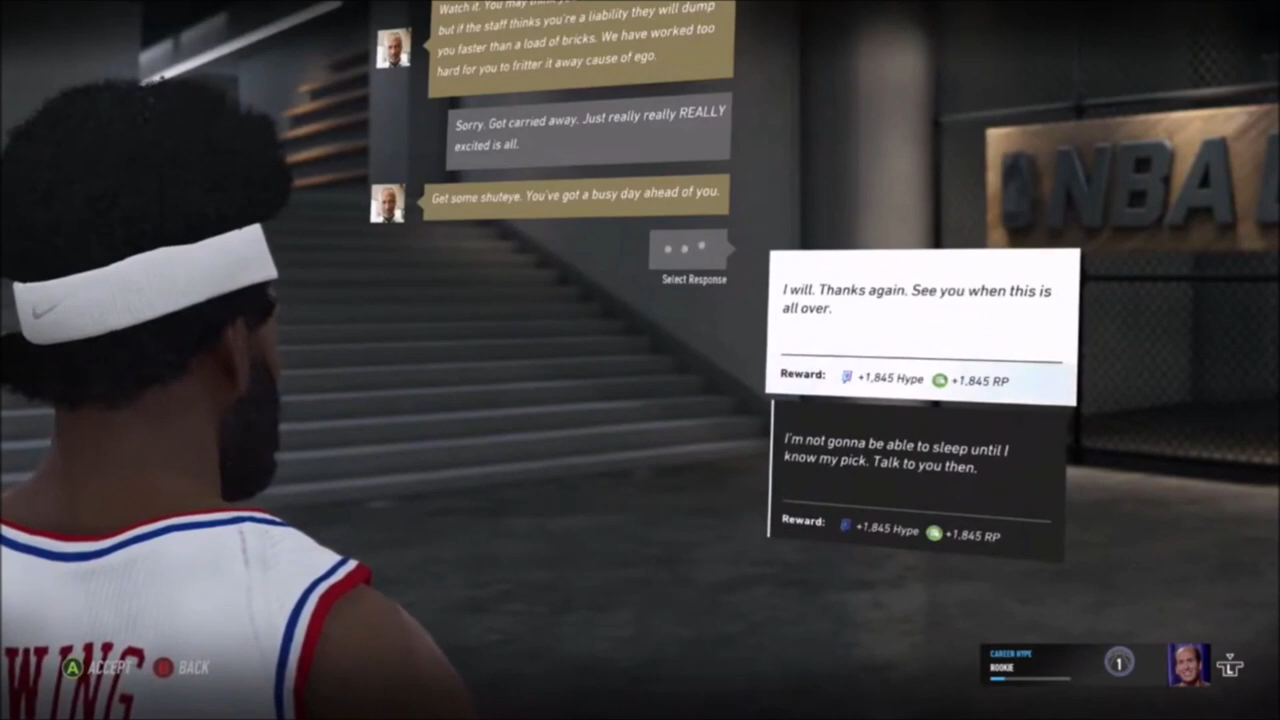 Watch it. You may
but if the staff thinks you're a liability they will dump
you faster than a load of bricks. We have worked too
hard for you to fritter it away cause of ego.
Sorry. Got carried away. Just really really REALLY
excited is all.
Get some shuteye. You've got a busy day ahead of you.
Select Response
NBA
I will. Thanks again. See you when this is
all over.
Reward: +1,845 Hype +1,845 RP
I'm not gonna be able to sleep until I
know my pick. Talk to you then.
Reward: +1,845 Hype +1,845 RP
WING
A ACCEPT B BACK
CAREER HYPE
ROOKIE
1
L